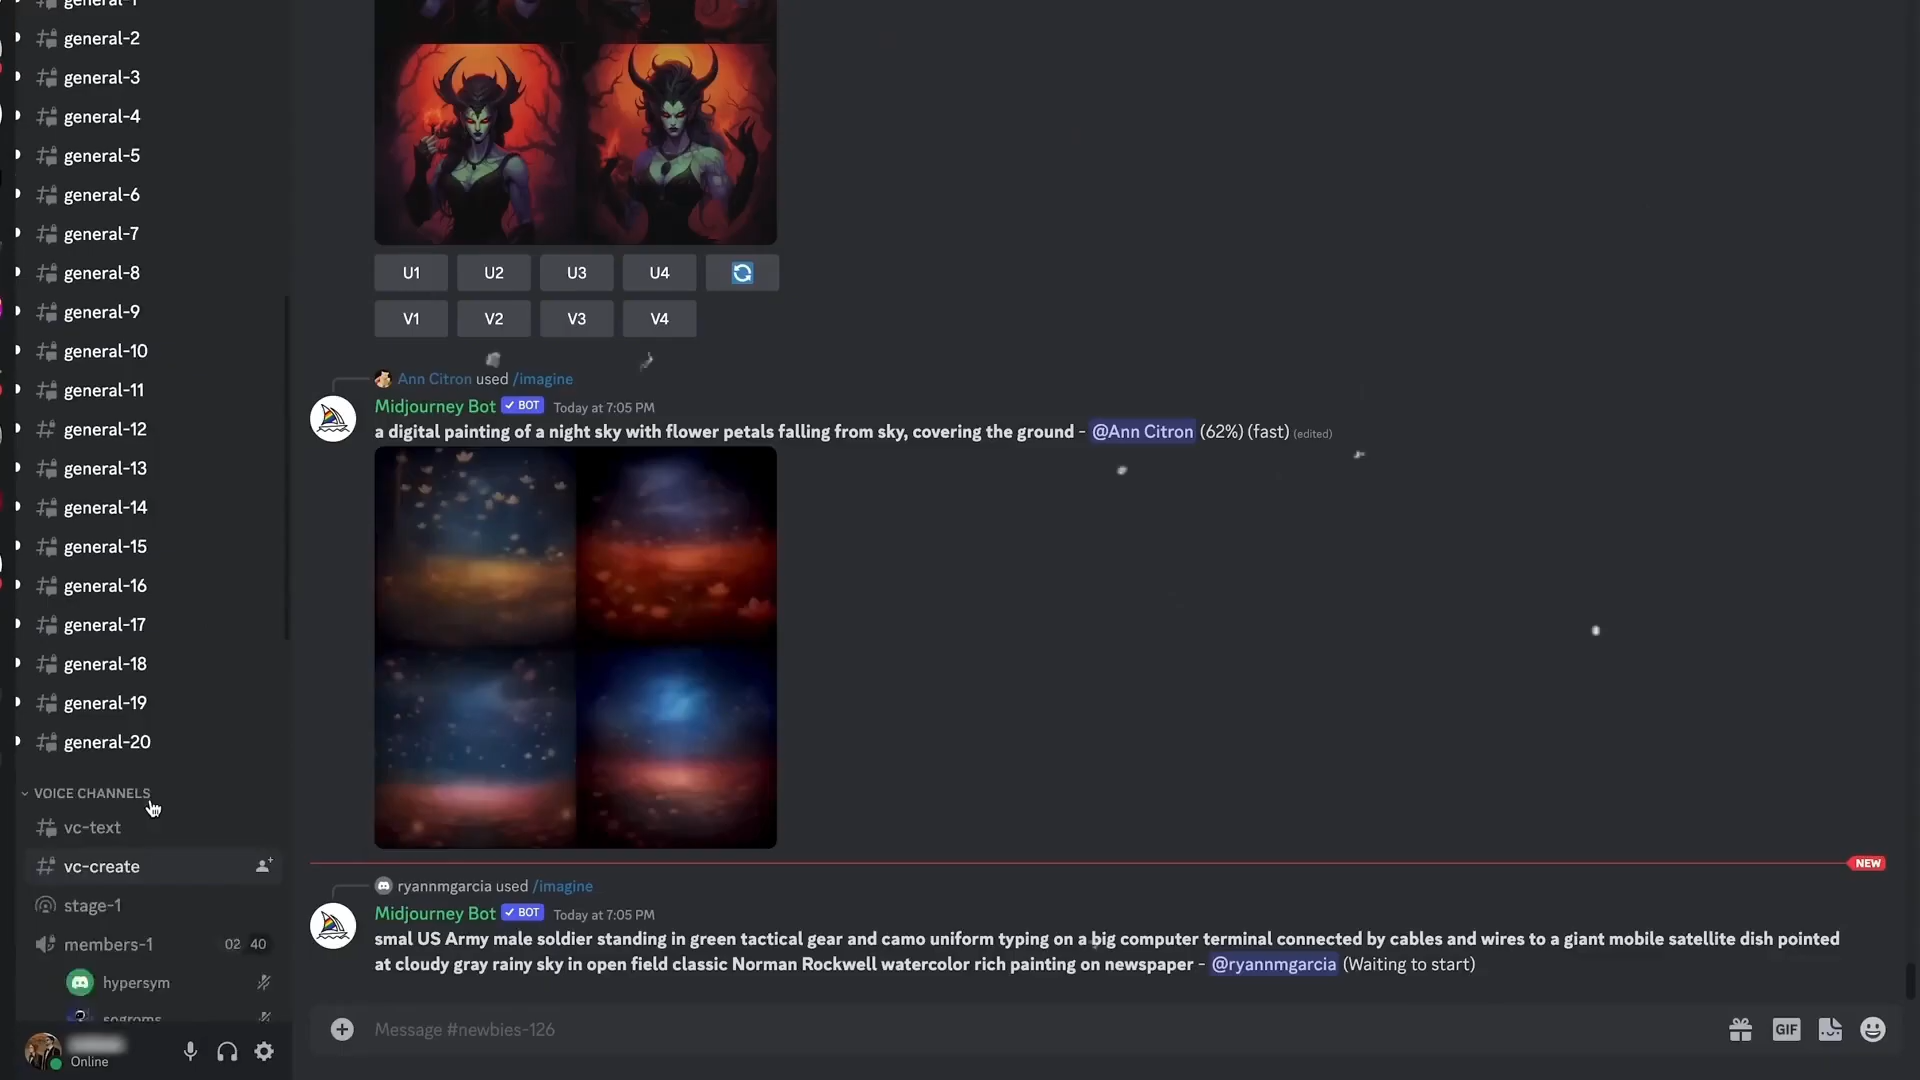 general-2
general-3
general-4
general-5
general-6
general-7
general-8
general-9
general-10
general-11
general-12
general-13
general-14
general-15
general-16
general-17
general-18
general-19
general-20
VOICE CHANNELS
vc-text
vc-create
stage-1
members-1 02 40
hypersym
sogroms
Online
U1 U2 U3 U4
V1 V2 V3 V4
Ann Citron used /imagine
Midjourney Bot BOT Today at 7:05 PM
a digital painting of a night sky with flower petals falling from sky, covering the ground - @Ann Citron (62%) (fast) (edited)
NEW
ryannmgarcia used /imagine
Midjourney Bot BOT Today at 7:05 PM
smal US Army male soldier standing in green tactical gear and camo uniform typing on a big computer terminal connected by cables and wires to a giant mobile satellite dish pointed
at cloudy gray rainy sky in open field classic Norman Rockwell watercolor rich painting on newspaper - @ryannmgarcia (Waiting to start)
Message #newbies-126
GIF